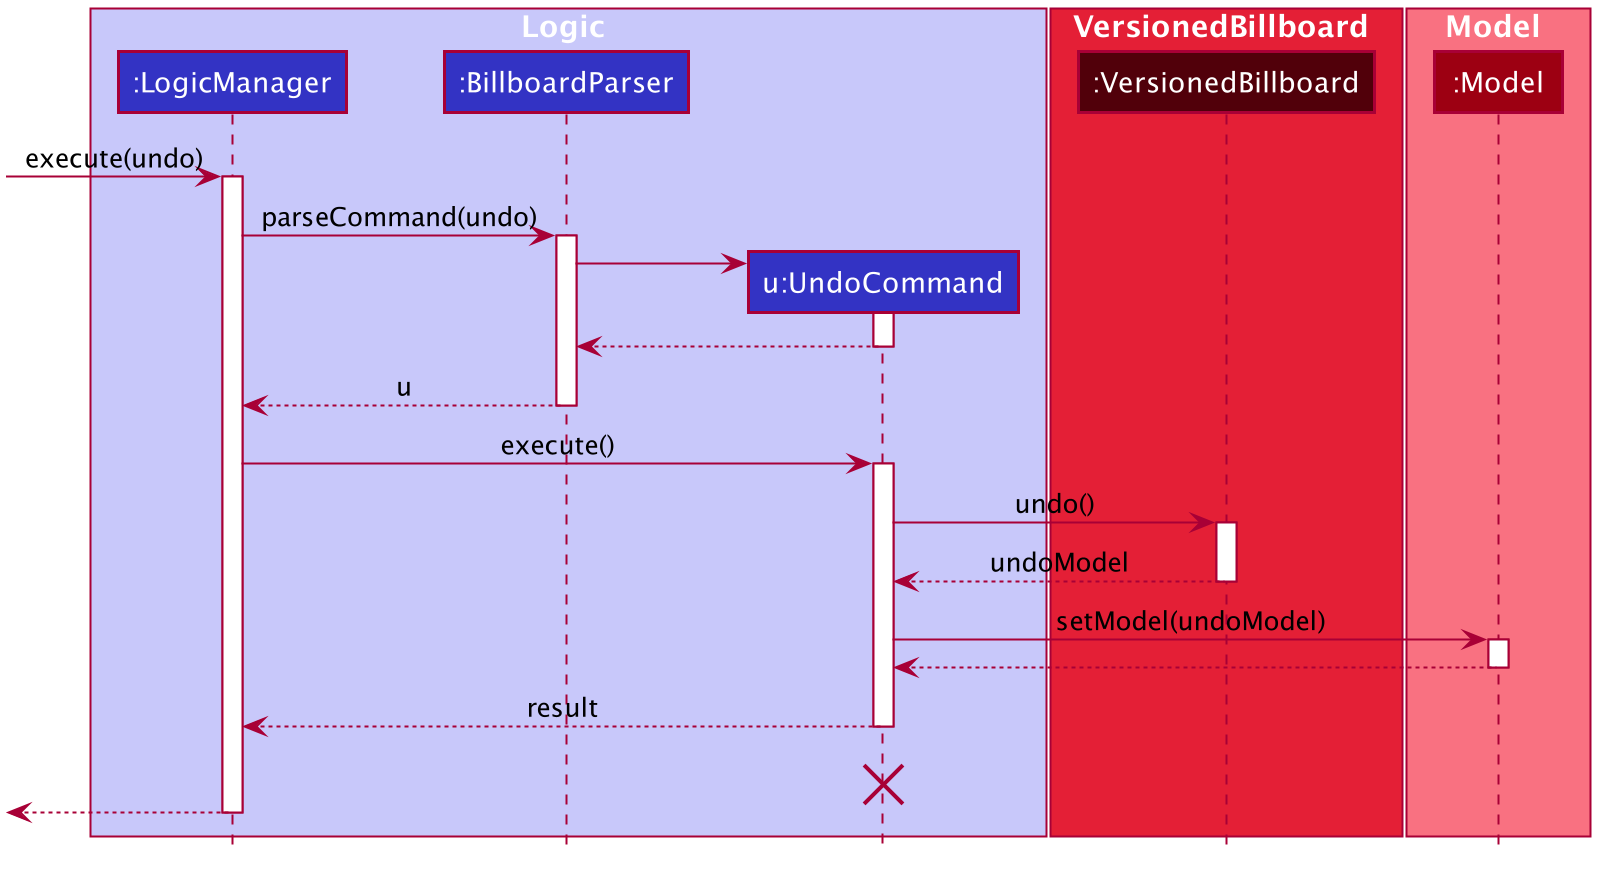 Logic
VersionedBillboard
Model
:LogicManager
:BillboardParser
:VersionedBillboard
:Model
execute(undo)
parseCommand(undo)
u:UndoCommand
u
execute()
undo()
undoModel
setModel(undoModel)
result